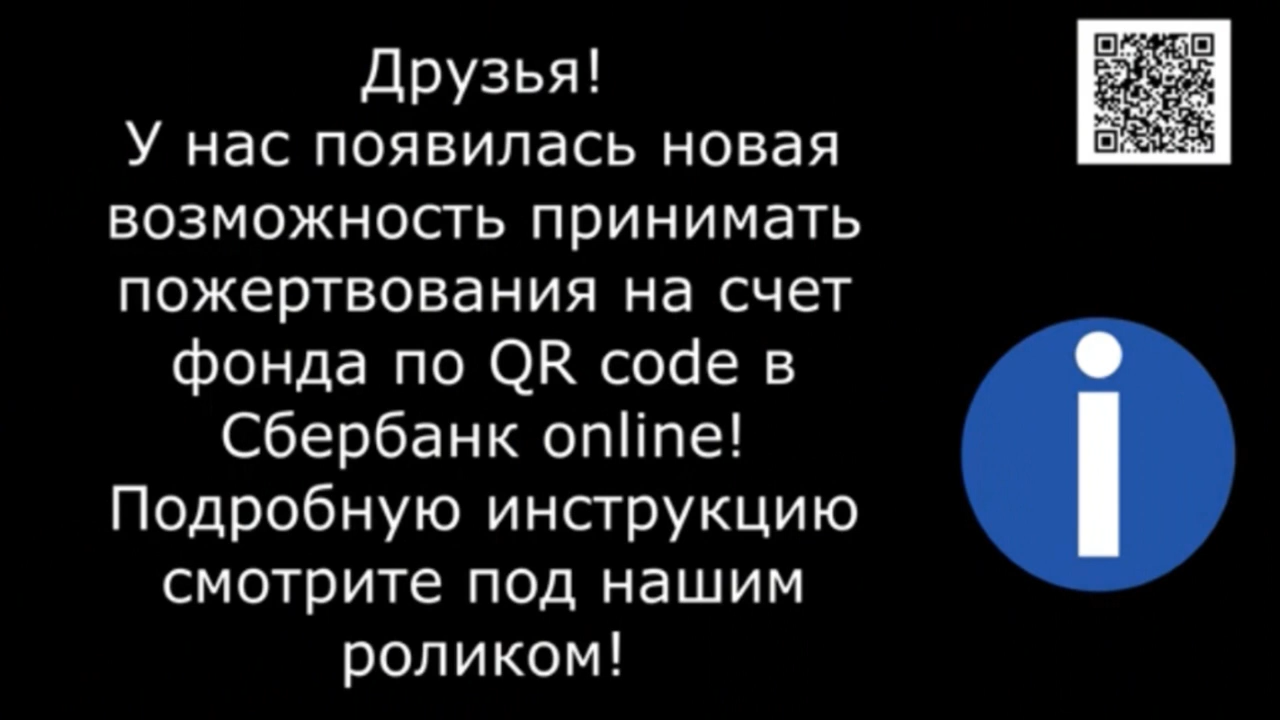 Друзья!
У нас появилась новая
возможность принимать
пожертвования на счет
фонда по QR code в
Сбербанк online!
Подробную инструкцию
смотрите под нашим
роликом!
i